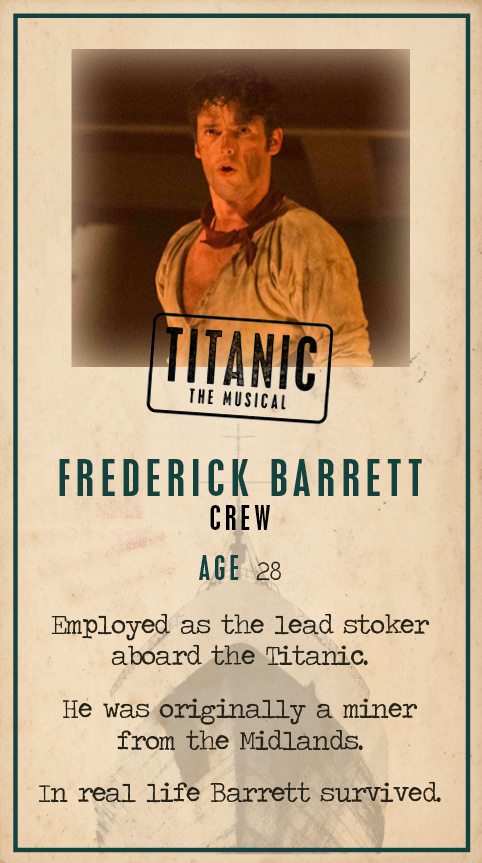 TITANIC
THE MUSICAL
FREDERICK BARRETT
CREW
AGE 28
Employed as the lead stoker
aboard the Titanic.
He was originally a miner
from the Midlands.
In real life Barrett survived.